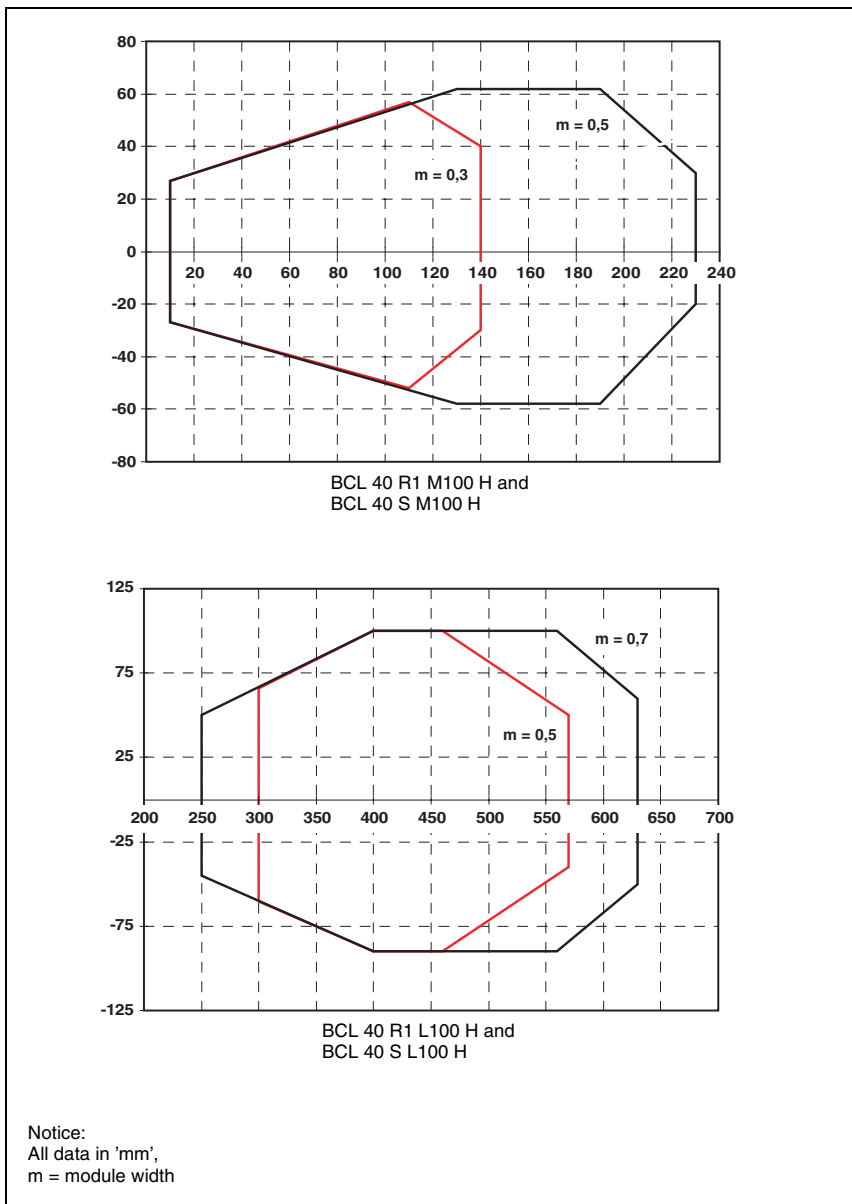 80
60
m = 0,5
40
m = 0,3
20
0
20 40 60 80 100 120 140 160 180 200 220 240
-20
-40
-60
-80
BCL 40 R1 M100 H and
BCL 40 S M100 H
125
m = 0,7
75
m = 0,5
25
200 250 300 350 400 450 500 550 600 650 700
-25
-75
-125
BCL 40 R1 L100 H and
BCL 40 S L100 H
Notice:
All data in ’mm’,
m = module width